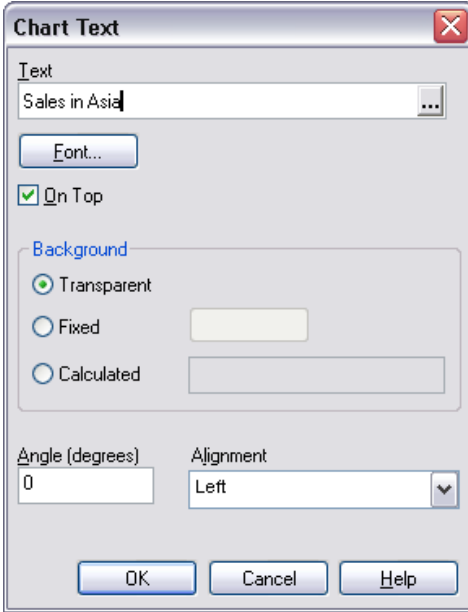 Chart Text
Text
Sales in Asia
...
Font...
On Top
Background
Transparent
Fixed
Calculated
Angle (degrees) Alignment
0 Left
OK Cancel Help